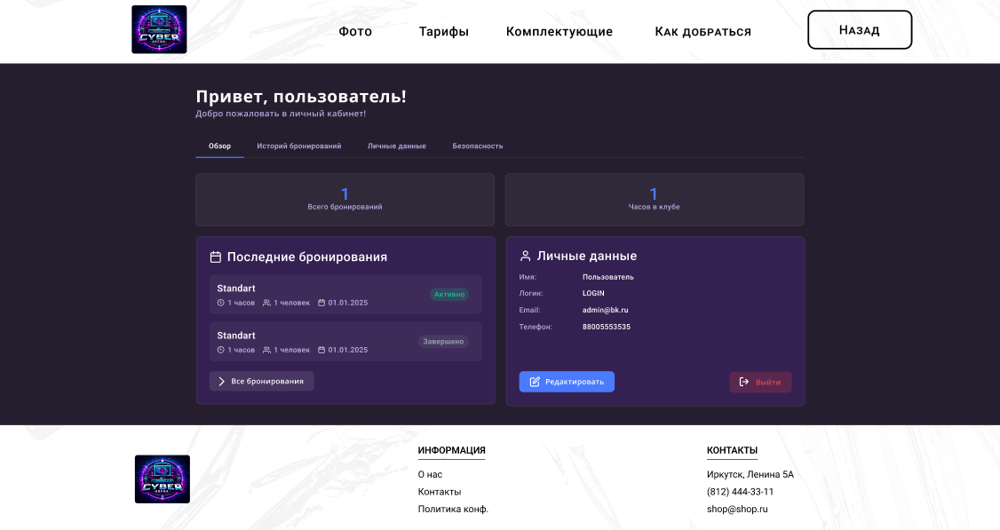 CYBER
ARENA
Фото
Тарифы
Комплектующие
Как добраться
Назад
Привет, пользователь!
Добро пожаловать в личный кабинет!
Обзор
Историй бронирований
Личные данные
Безопасность
1
Всего бронирований
1
Часов в клубе
Последние бронирования
Standart
1 часов 1 человек 01.01.2025
Активно
Standart
1 часов 1 человек 01.01.2025
Завершено
Все бронирования
Личные данные
Имя: Пользователь
Логин: LOGIN
Email: admin@bk.ru
Телефон: 88005553535
Редактировать
Выйти
CYBER
ARENA
ИНФОРМАЦИЯ
О нас
Контакты
Политика конф.
КОНТАКТЫ
Иркутск, Ленина 5А
(812) 444-33-11
shop@shop.ru